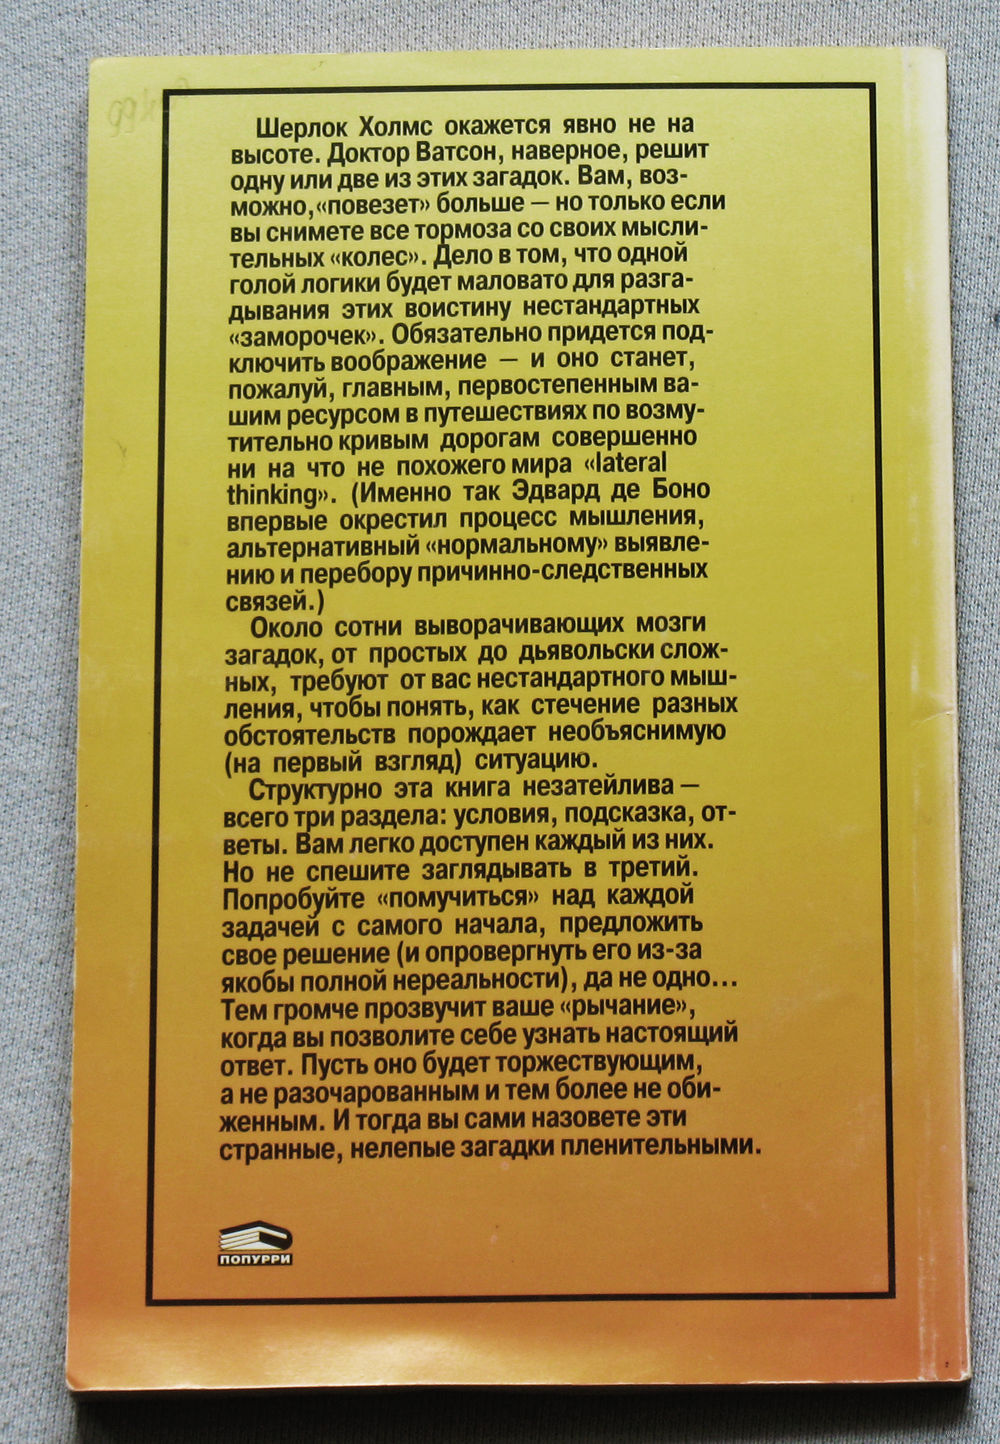 Шерлок Холмс окажется явно не на
высоте. Доктор Ватсон, наверное, решит
одну или две из этих загадок. Вам, воз-
можно,«повезет» больше — но только если
вы снимете все тормоза со своих мысли-
тельных «колес». Дело в том, что одной
голой логики будет маловато для разга-
дывания этих воистину нестандартных
«заморочек». Обязательно придется под-
ключить воображение — и оно станет,
пожалуй, главным, первостепенным ва-
шим ресурсом в путешествиях по возму-
тительно кривым дорогам совершенно
ни на что не похожего мира «lateral
thinking». (Именно так Эдвард де Боно
впервые окрестил процесс мышления,
альтернативный «нормальному» выявле-
нию и перебору причинно-следственных
связей.)
Около сотни выворачивающих мозги
загадок, от простых до дьявольски слож-
ных, требуют от вас нестандартного мыш-
ления, чтобы понять, как стечение разных
обстоятельств порождает необъяснимую
(на первый взгляд) ситуацию.
Структурно эта книга незатейлива —
всего три раздела: условия, подсказка, от-
веты. Вам легко доступен каждый из них.
Но не спешите заглядывать в третий.
Попробуйте «помучиться» над каждой
задачей с самого начала, предложить
свое решение (и опровергнуть его из-за
якобы полной нереальности), да не одно...
Тем громче прозвучит ваше «рычание»,
когда вы позволите себе узнать настоящий
ответ. Пусть оно будет торжествующим,
а не разочарованным и тем более не оби-
женным. И тогда вы сами назовете эти
странные, нелепые загадки пленительными.
ПОПУРРИ